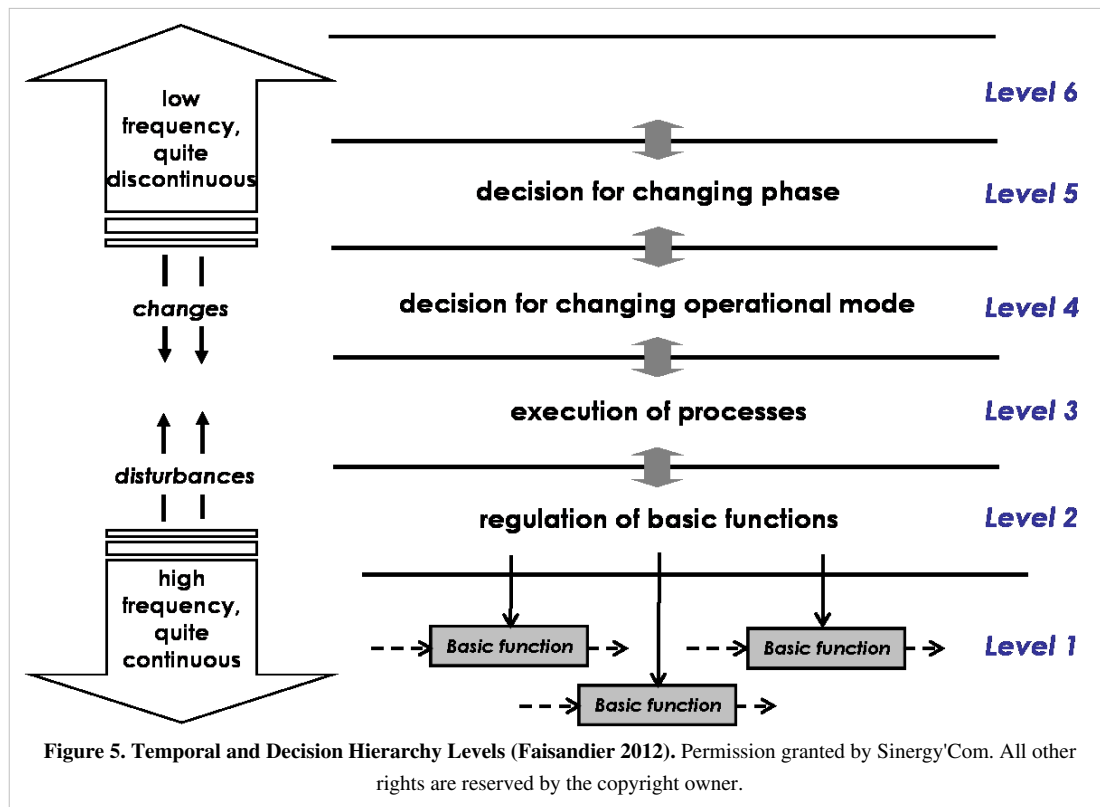 low
frequency,
quite
discontinuous
changes
disturbances
high
frequency,
quite
continuous
Level 6
decision for changing phase
Level 5
decision for changing operational mode
Level 4
execution of processes
Level 3
regulation of basic functions
Level 2
Basic function
Basic function
Basic function
Level 1
Figure 5. Temporal and Decision Hierarchy Levels (Faisandier 2012). Permission granted by Sinergy'Com. All other
rights are reserved by the copyright owner.